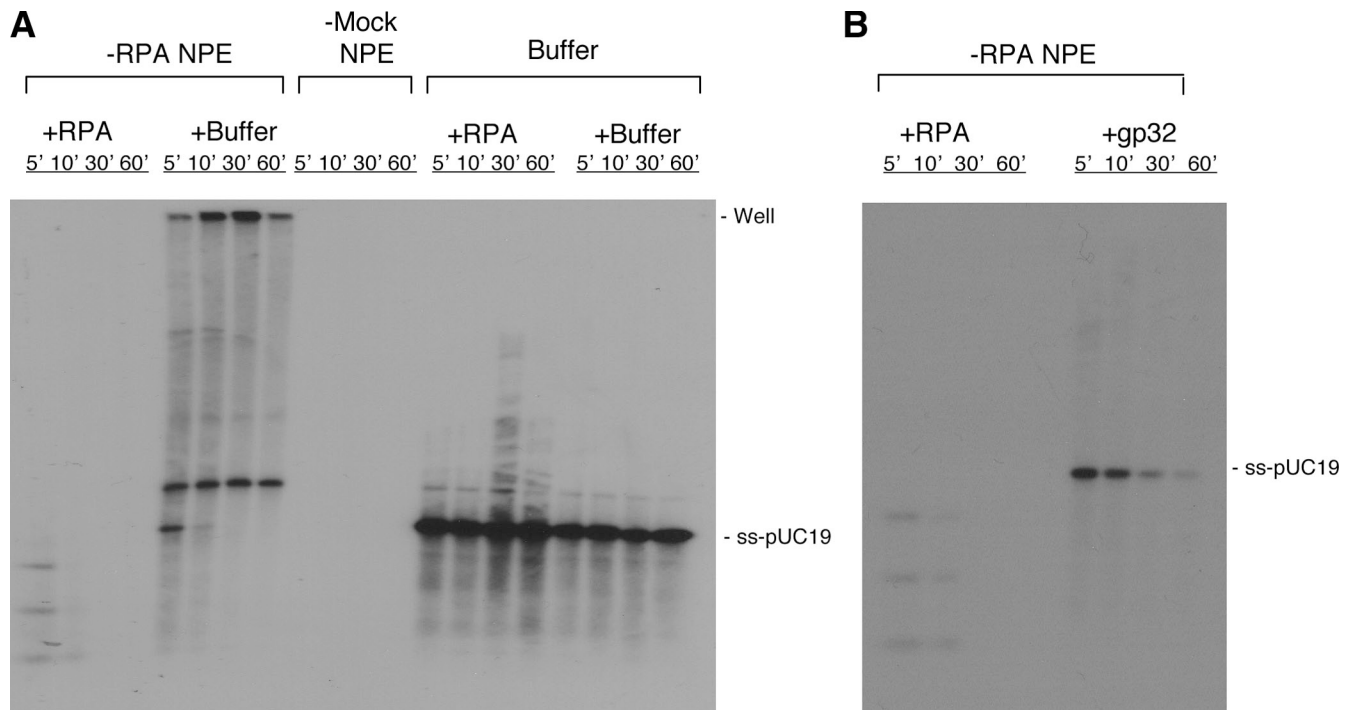 A
-RPA NPE
-Mock
NPE
Buffer
+RPA
+Buffer
+RPA
+Buffer
5' 10' 30' 60'
5' 10' 30' 60'
5' 10' 30' 60'
5' 10' 30' 60'
5' 10' 30' 60'
- Well
- ss-pUC19
B
-RPA NPE
+RPA
+gp32
5' 10' 30' 60'
5' 10' 30' 60'
- ss-pUC19